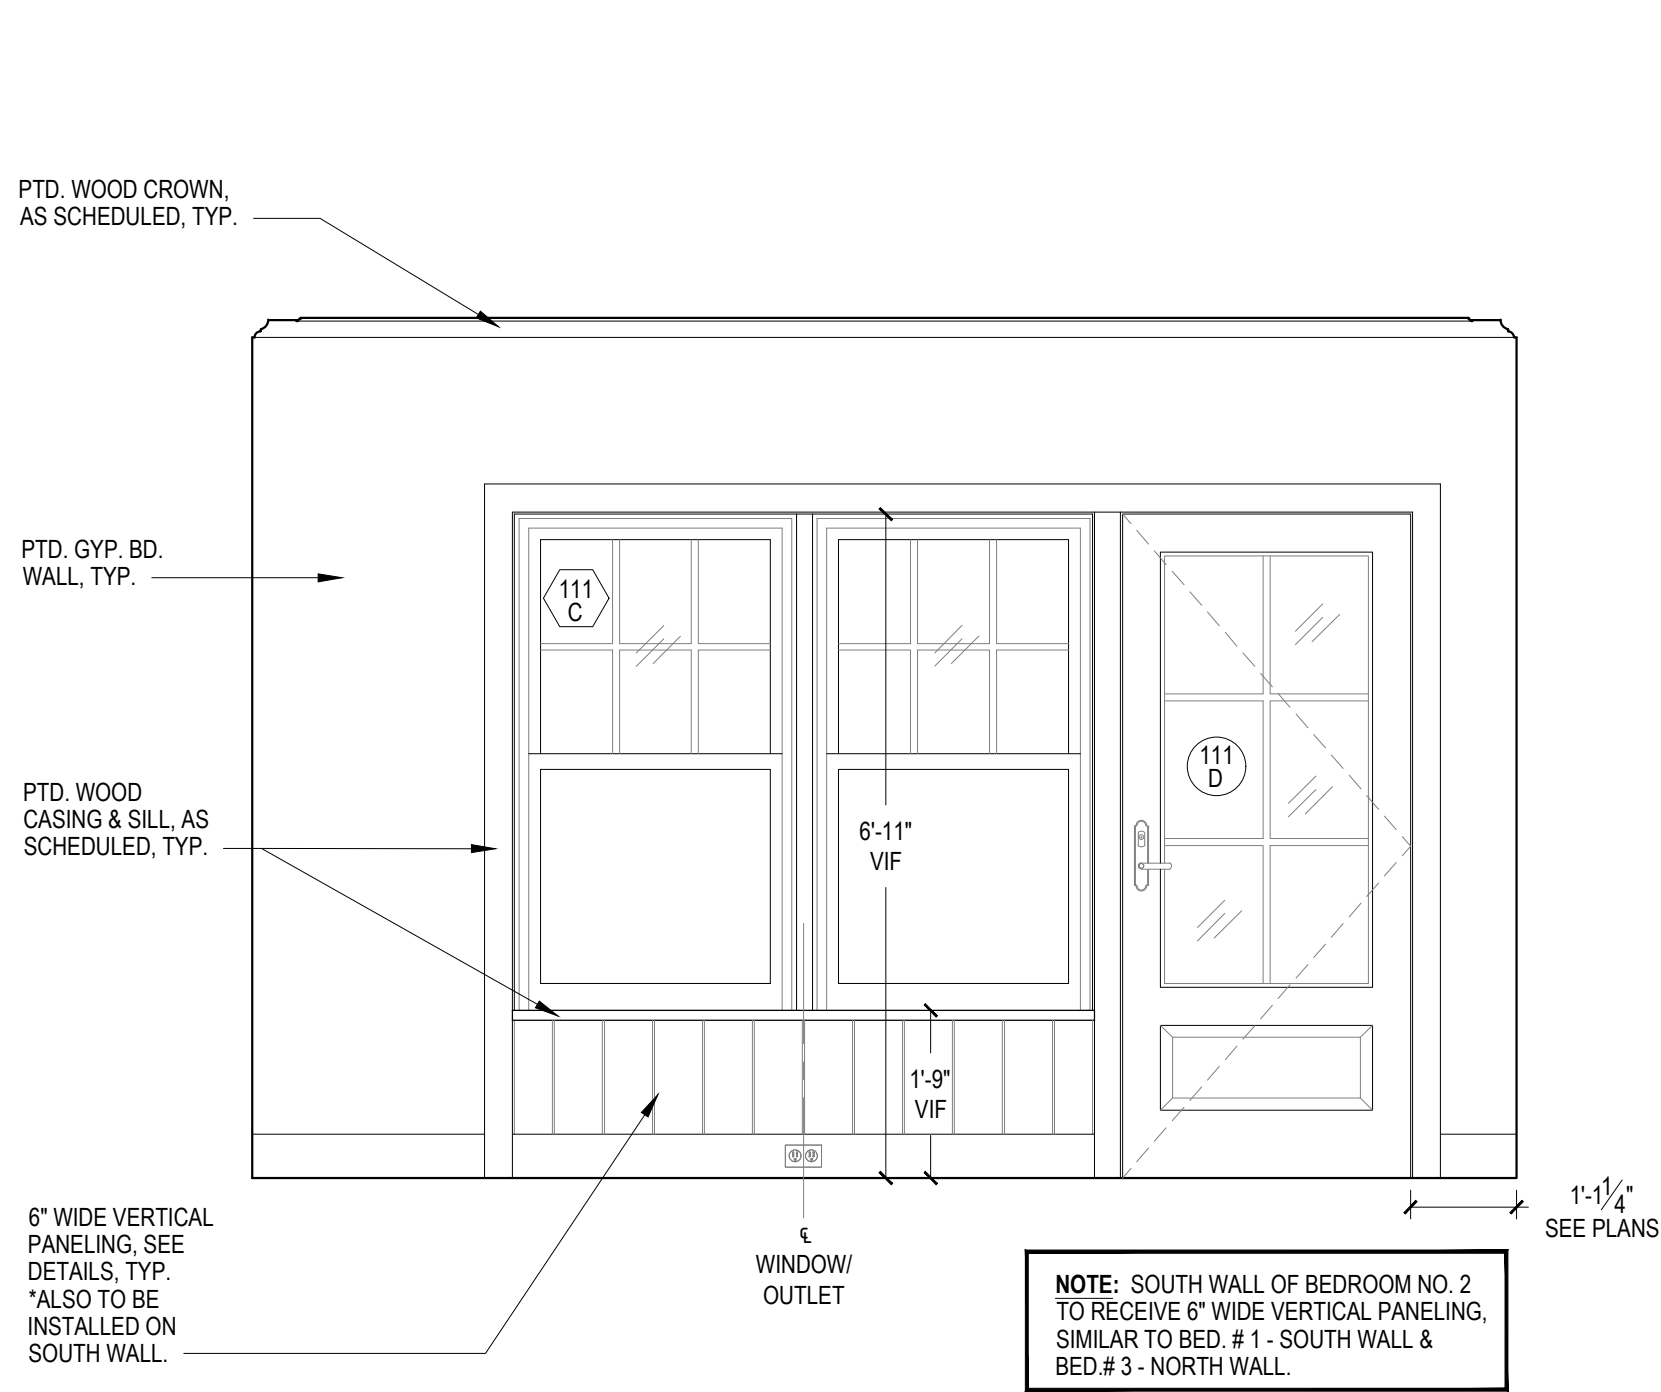 PTD. WOOD CROWN,
AS SCHEDULED, TYP.
PTD. GYP. BD.
WALL, TYP.
111
C
111
D
PTD. WOOD
CASING & SILL, AS
SCHEDULED, TYP.
6'-11"
VIF
1'-9"
VIF
6" WIDE VERTICAL
PANELING, SEE
DETAILS, TYP.
*ALSO TO BE
INSTALLED ON
SOUTH WALL.
℄
WINDOW/
OUTLET
1'-1 1/4"
SEE PLANS
NOTE: SOUTH WALL OF BEDROOM NO. 2
TO RECEIVE 6" WIDE VERTICAL PANELING,
SIMILAR TO BED. # 1 - SOUTH WALL &
BED.# 3 - NORTH WALL.